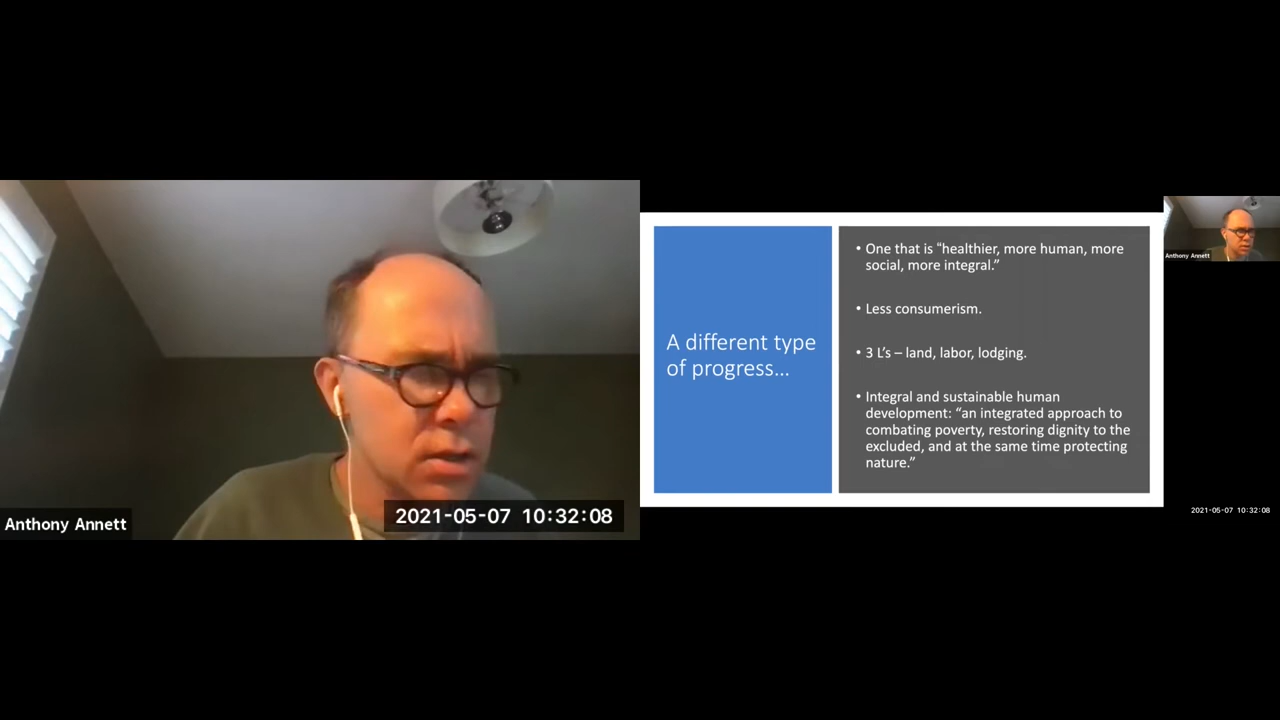 Anthony Annett
2021-05-07 10:32:08
A different type
of progress...
• One that is “healthier, more human, more
social, more integral.”
• Less consumerism.
• 3 L’s – land, labor, lodging.
• Integral and sustainable human
development: “an integrated approach to
combating poverty, restoring dignity to the
excluded, and at the same time protecting
nature.”
Anthony Annett
2021-05-07 10:32:08